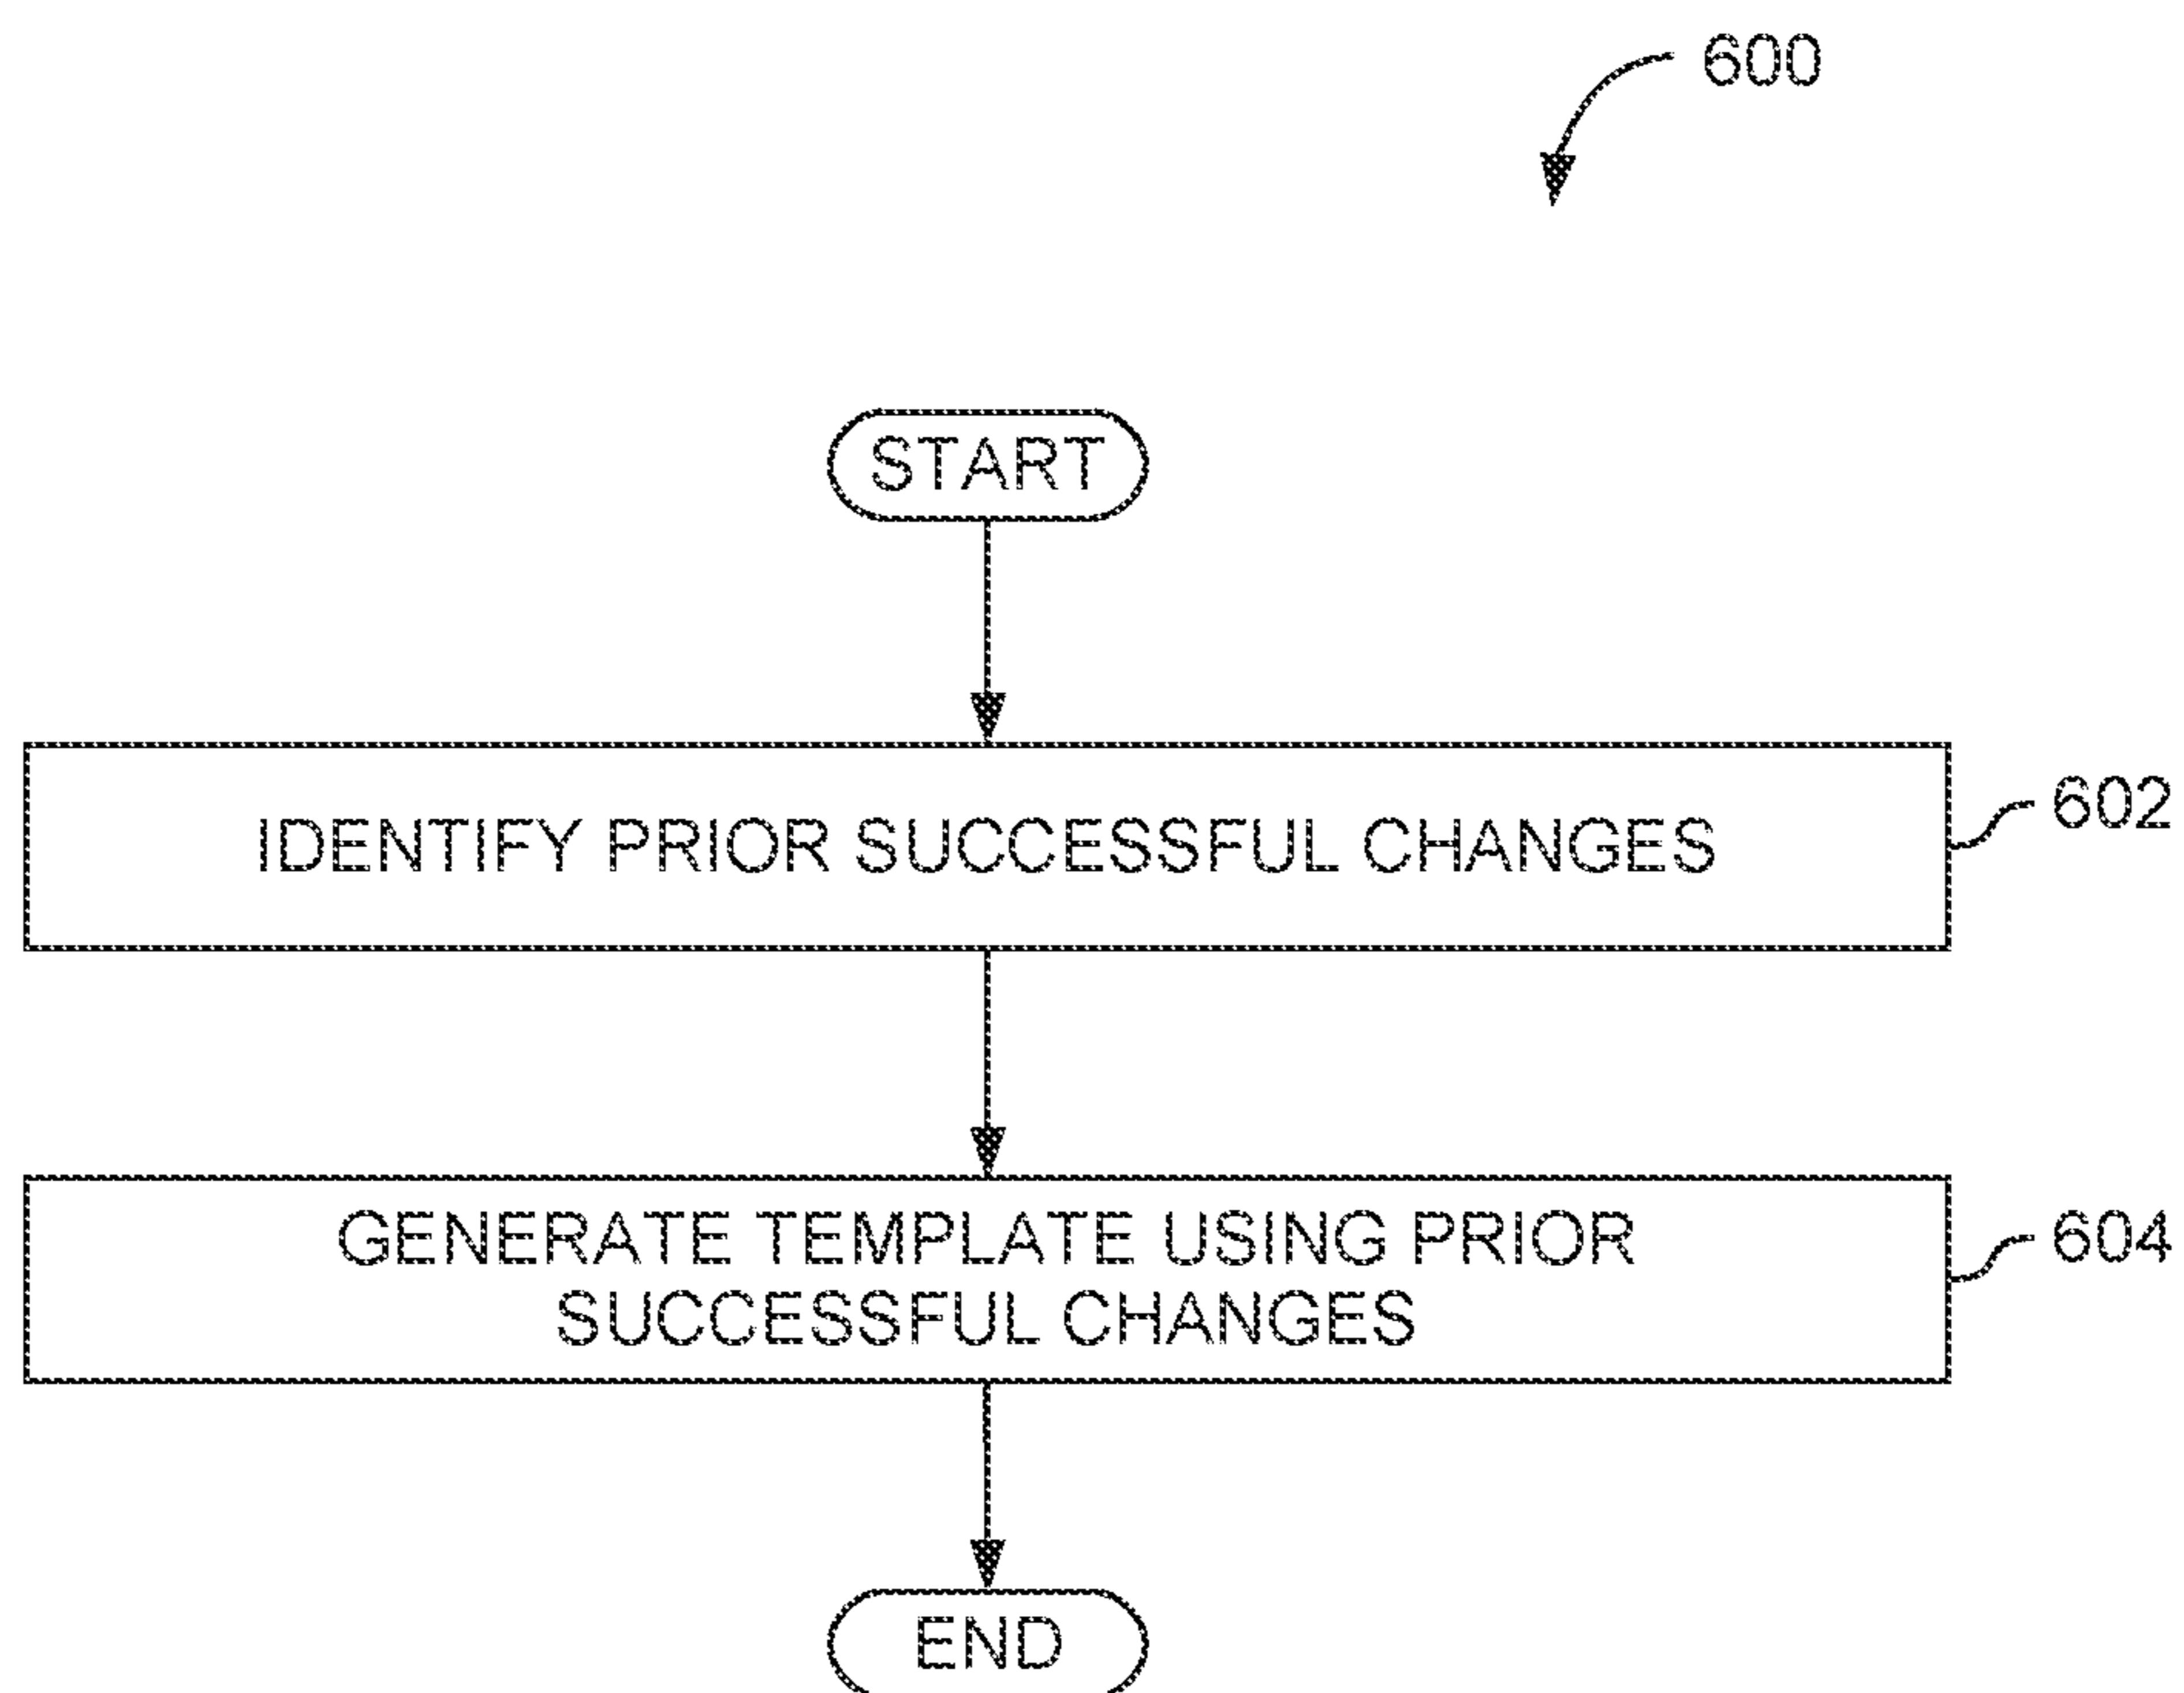 600
START
IDENTIFY PRIOR SUCCESSFUL CHANGES
602
GENERATE TEMPLATE USING PRIOR
SUCCESSFUL CHANGES
604
END